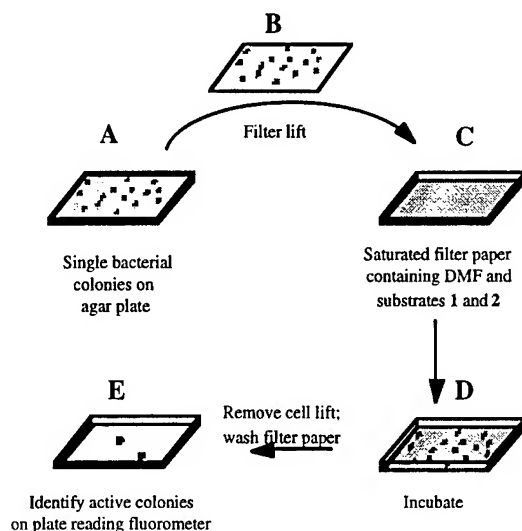 B
Filter lift
A
C
Single bacterial
colonies on
agar plate
Saturated filter paper
containing DMF and
substrates 1 and 2
E
Remove cell lift;
wash filter paper
D
Identify active colonies
on plate reading fluorometer
Incubate